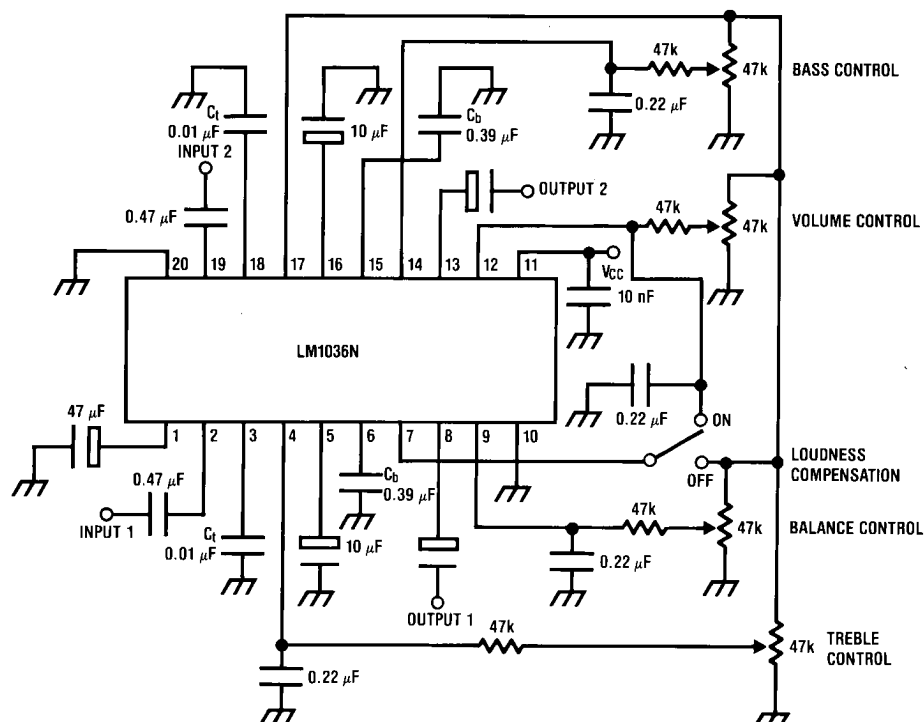 47k
47k
BASS CONTROL
0.22 μF
Ct
0.01 μF
10 μF
Cb
0.39 μF
INPUT 2
OUTPUT 2
0.47 μF
47k
47k
VOLUME CONTROL
20 19 18 17 16 15 14 13 12 11
VCC
10 nF
LM1036N
0.22 μF
ON
OFF
LOUDNESS
COMPENSATION
47 μF
1 2 3 4 5 6 7 8 9 10
0.47 μF
INPUT 1
Ct
0.01 μF
10 μF
Cb
0.39 μF
OUTPUT 1
0.22 μF
47k
47k
BALANCE CONTROL
47k
47k
TREBLE
CONTROL
0.22 μF